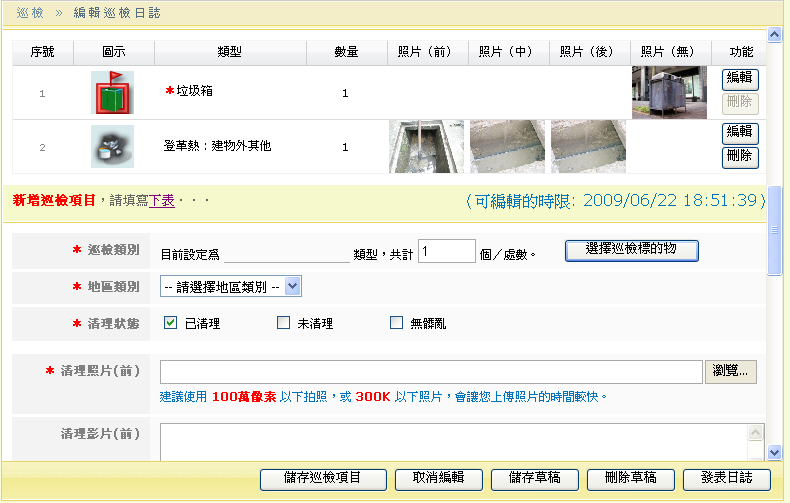 巡檢 » 編輯巡檢日誌
序號 圖示 類型 數量 照片（前） 照片（中） 照片（後） 照片（無） 功能
1 *垃圾箱 1 編輯
刪除
2 登革熱：建物外其他 1 編輯
刪除
新增巡檢項目，請填寫下表‧‧‧ （可編輯的時限: 2009/06/22 18:51:39）
* 巡檢類別 目前設定為 類型，共計 1 個／處數。 選擇巡檢標的物
* 地區類別 -- 請選擇地區類別 --
* 清理狀態 已清理 未清理 無髒亂
* 清理照片(前) 瀏覽...
建議使用 100萬像素 以下拍照，或 300K 以下照片，會讓您上傳照片的時間較快。
清理影片(前)
儲存巡檢項目 取消編輯 儲存草稿 刪除草稿 發表日誌